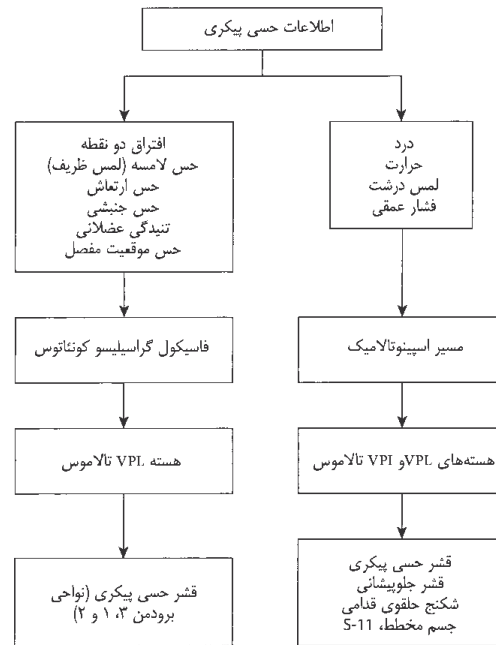 اطلاعات حسی پیکری
درد
حرارت
لمس درشت
فشار عمقی
افتراق دو نقطه
حس لامسه (لمس ظریف)
حس ارتعاش
حس جنبشی
تنیدگی عضلانی
حس موقعیت مفصل
مسیر اسپینوتالامیک
فاسیکول گراسیلیسو کونئاتوس
هسته‌های VPL و VPI تالاموس
هسته VPL تالاموس
قشر حسی پیکری
قشر جلوپیشانی
شکنج حلقوی قدامی
جسم مخطط، S-11
قشر حسی پیکری (نواحی
برودمن ۳، ۱ و ۲)